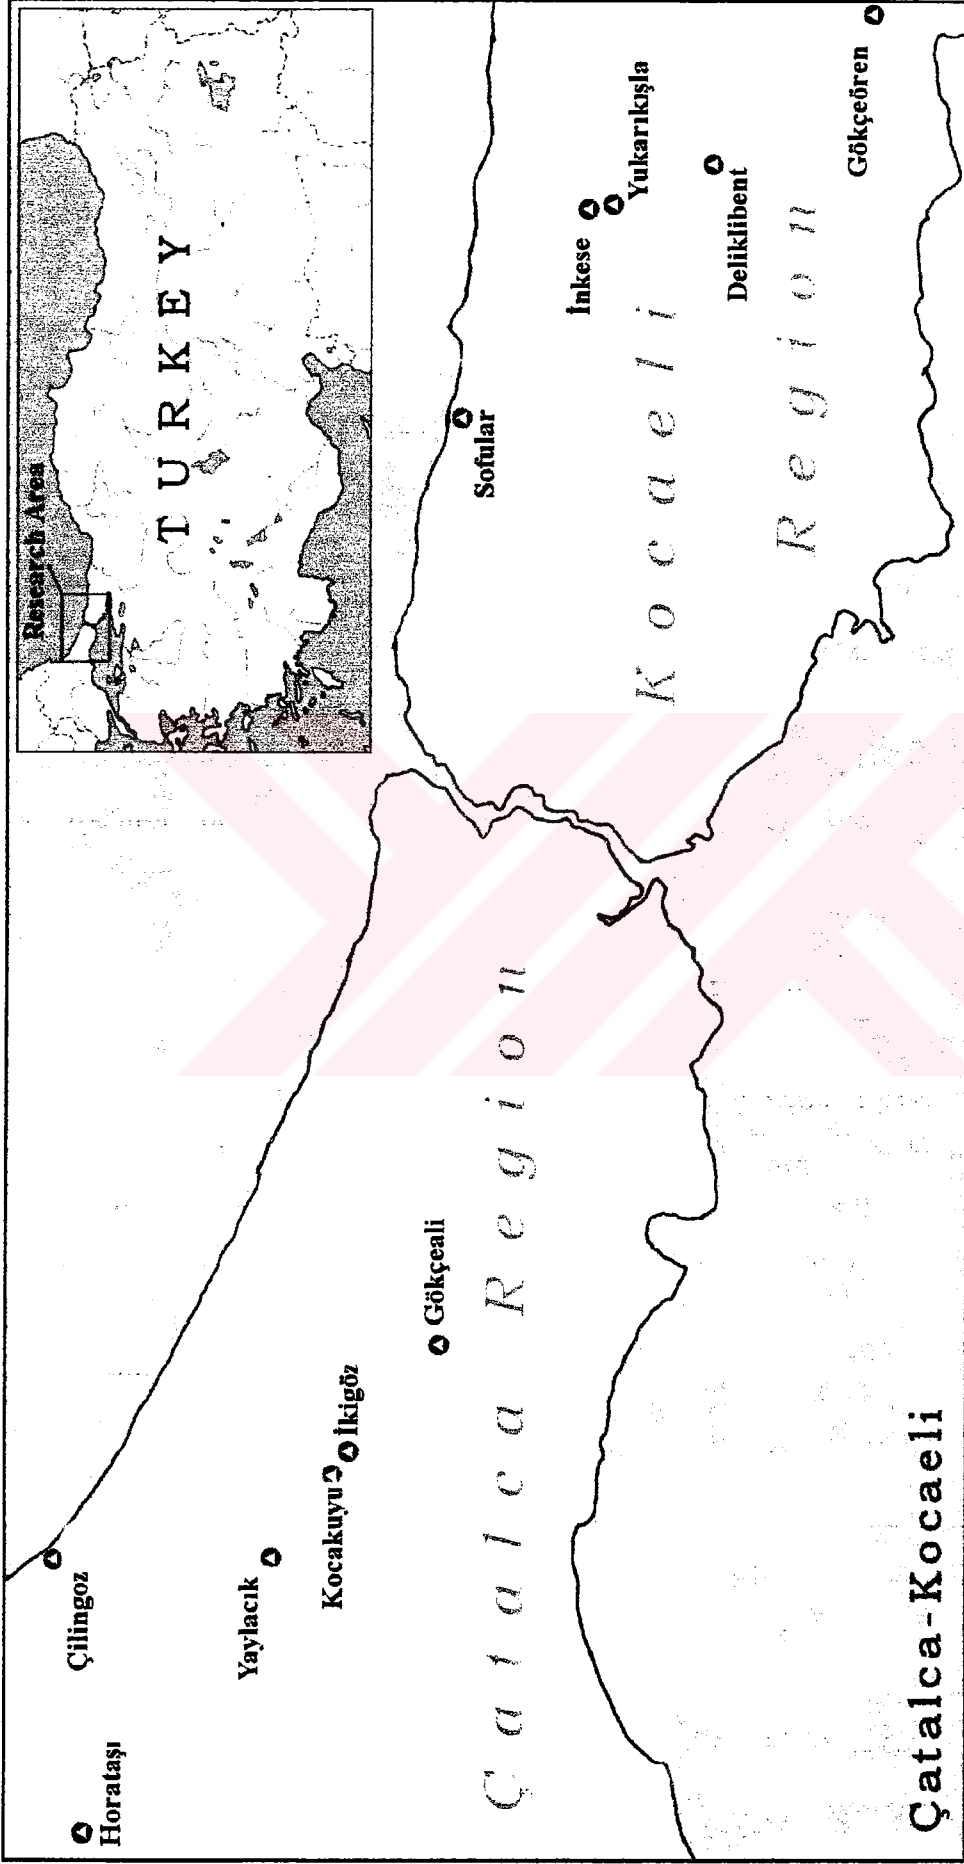 Research Area
T U R K E Y
Çilingoz
Horataşı
Yaylacık
Kocakuyu
İkigöz
Gökçeali
Çatalca Region
Sofular
İnkese
Yukarıkışla
Deliklibent
Gökçeören
Kocaeli
Region
Çatalca-Kocaeli